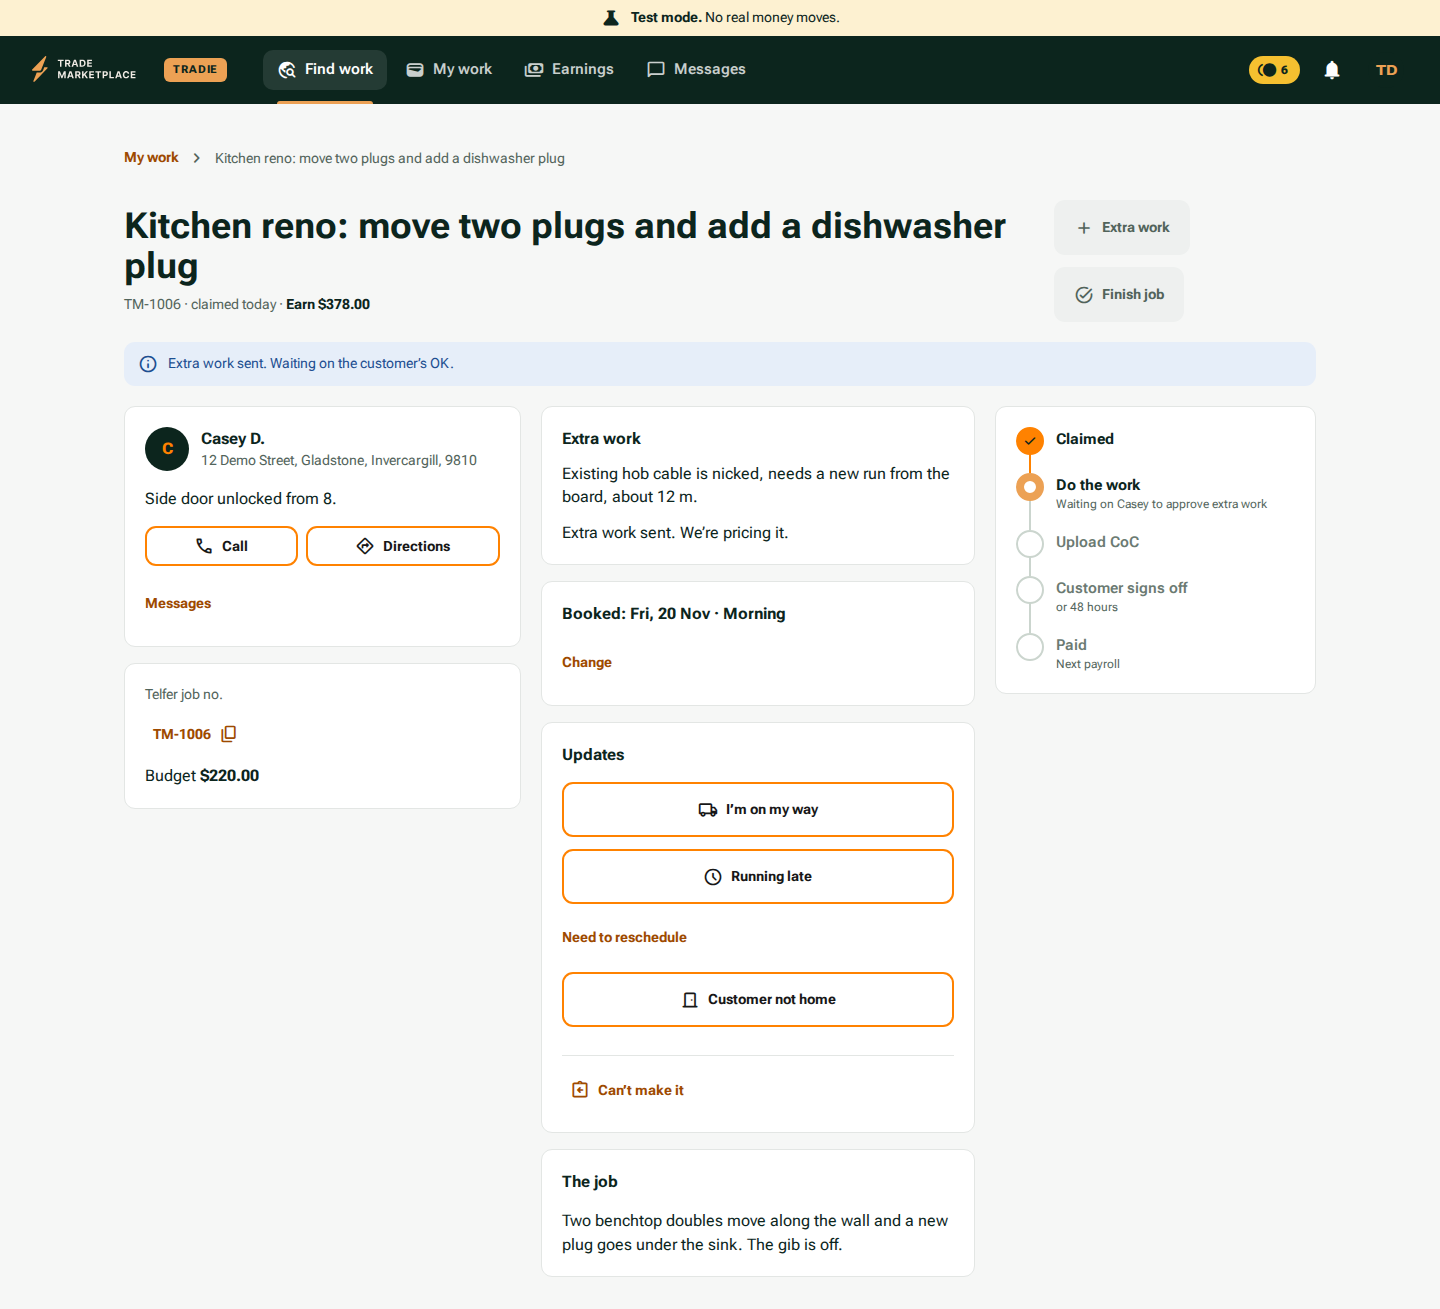 Test mode. No real money moves.
TRADE
MARKETPLACE
TRADIE
Find work
My work
Earnings
Messages
6
TD
My work
Kitchen reno: move two plugs and add a dishwasher plug
Kitchen reno: move two plugs and add a dishwasher
plug
TM-1006 · claimed today · Earn $378.00
Extra work
Finish job
Extra work sent. Waiting on the customer’s OK.
C
Casey D.
12 Demo Street, Gladstone, Invercargill, 9810
Side door unlocked from 8.
Call
Directions
Messages
Telfer job no.
TM-1006
Budget $220.00
Extra work
Existing hob cable is nicked, needs a new run from the
board, about 12 m.
Extra work sent. We’re pricing it.
Booked: Fri, 20 Nov · Morning
Change
Updates
I’m on my way
Running late
Need to reschedule
Customer not home
Can’t make it
The job
Two benchtop doubles move along the wall and a new
plug goes under the sink. The gib is off.
Claimed
Do the work
Waiting on Casey to approve extra work
Upload CoC
Customer signs off
or 48 hours
Paid
Next payroll